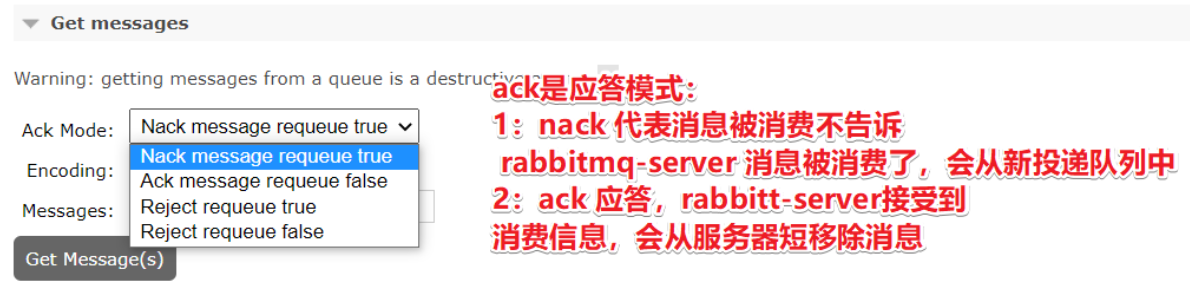 Get messages
Warning: getting messages from a queue is a destructive
Ack Mode:
Nack message requeue true
Nack message requeue true
Encoding:
Ack message requeue false
Messages:
Reject requeue true
Reject requeue false
Get Message(s)
ack是应答模式：
1：nack 代表消息被消费不告诉
rabbitmq-server 消息被消费了，会从新投递队列中
2：ack 应答，rabbitt-server接受到
消费信息，会从服务器短移除消息